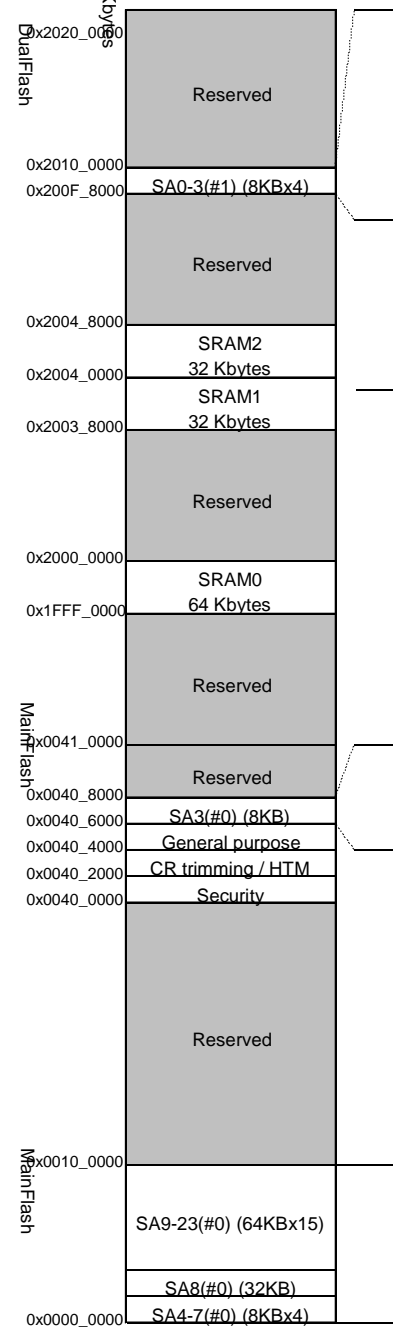 Kbytes
0x2020_0000
DualFlash
Reserved
0x2010_0000
SA0-3(#1) (8KBx4)
0x200F_8000
Reserved
0x2004_8000
SRAM2
32 Kbytes
0x2004_0000
SRAM1
32 Kbytes
0x2003_8000
Reserved
0x2000_0000
SRAM0
64 Kbytes
0x1FFF_0000
Reserved
MainFlash
0x0041_0000
Reserved
0x0040_8000
SA3(#0) (8KB)
0x0040_6000
General purpose
0x0040_4000
CR trimming / HTM
0x0040_2000
Security
0x0040_0000
Reserved
MainFlash
0x0010_0000
SA9-23(#0) (64KBx15)
SA8(#0) (32KB)
SA4-7(#0) (8KBx4)
0x0000_0000